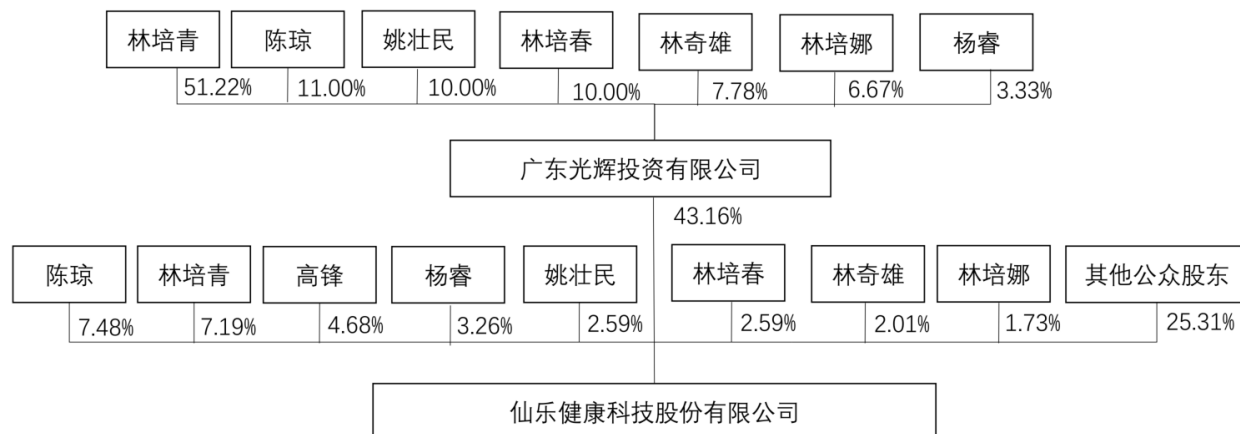 林培青 陈琼 姚壮民 林培春 林奇雄 林培娜 杨睿
51.22% 11.00% 10.00% 10.00% 7.78% 6.67% 3.33%
广东光辉投资有限公司
43.16%
陈琼 林培青 高锋 杨睿 姚壮民 林培春 林奇雄 林培娜 其他公众股东
7.48% 7.19% 4.68% 3.26% 2.59% 2.59% 2.01% 1.73% 25.31%
仙乐健康科技股份有限公司